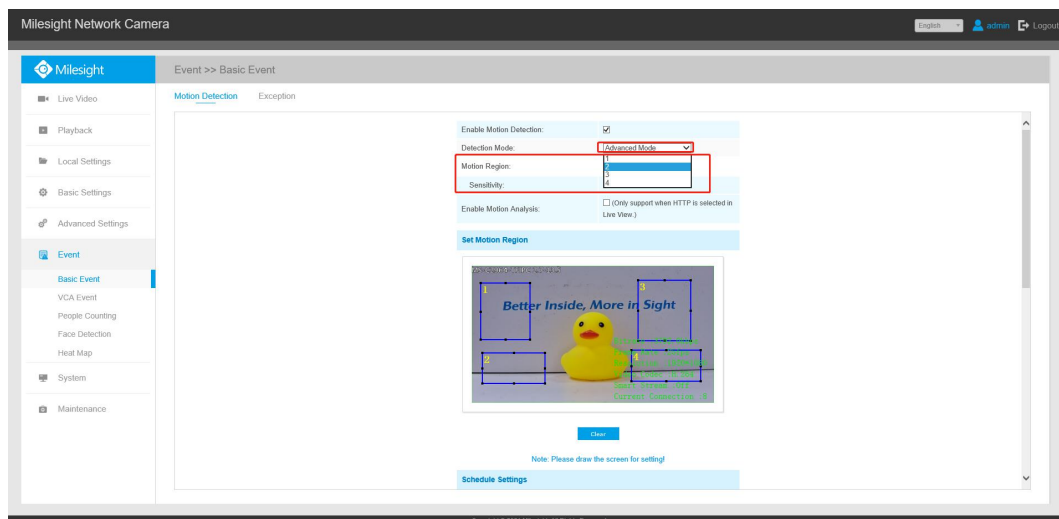 Milesight Network Camera
English
admin
Logout
Milesight
Event >> Basic Event
Live Video
Playback
Local Settings
Basic Settings
Advanced Settings
Event
Basic Event
VCA Event
People Counting
Face Detection
Heat Map
System
Maintenance
Motion Detection
Exception
Enable Motion Detection:
Detection Mode:
Advanced Mode
Motion Region:
1
2
3
4
Sensitivity:
Enable Motion Analysis:
(Only support when HTTP is selected in
Live View.)
Set Motion Region
1
3
Better Inside, More in Sight
2
4
Current Connection
Clear
Note: Please draw the screen for setting!
Schedule Settings